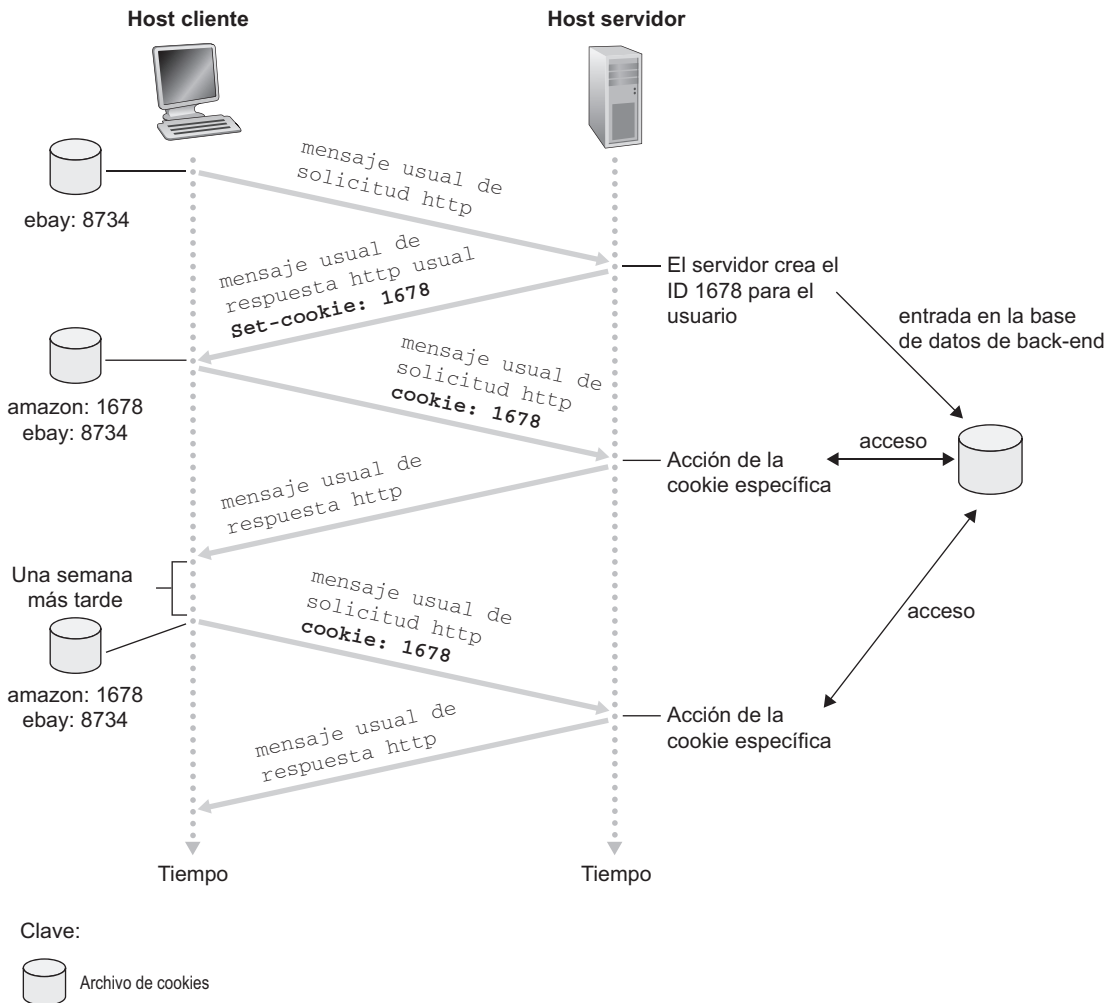 Host cliente
Host servidor
mensaje usual de
solicitud http
ebay: 8734
mensaje usual de
respuesta http usual
Set-cookie: 1678
El servidor crea el
ID 1678 para el
usuario
entrada en la base
de datos de back-end
mensaje usual de
solicitud http
cookie: 1678
amazon: 1678
ebay: 8734
acceso
Acción de la
cookie específica
mensaje usual de
respuesta http
Una semana
más tarde
mensaje usual de
solicitud http
cookie: 1678
acceso
amazon: 1678
ebay: 8734
Acción de la
cookie específica
mensaje usual de
respuesta http
Tiempo
Tiempo
Clave:
Archivo de cookies